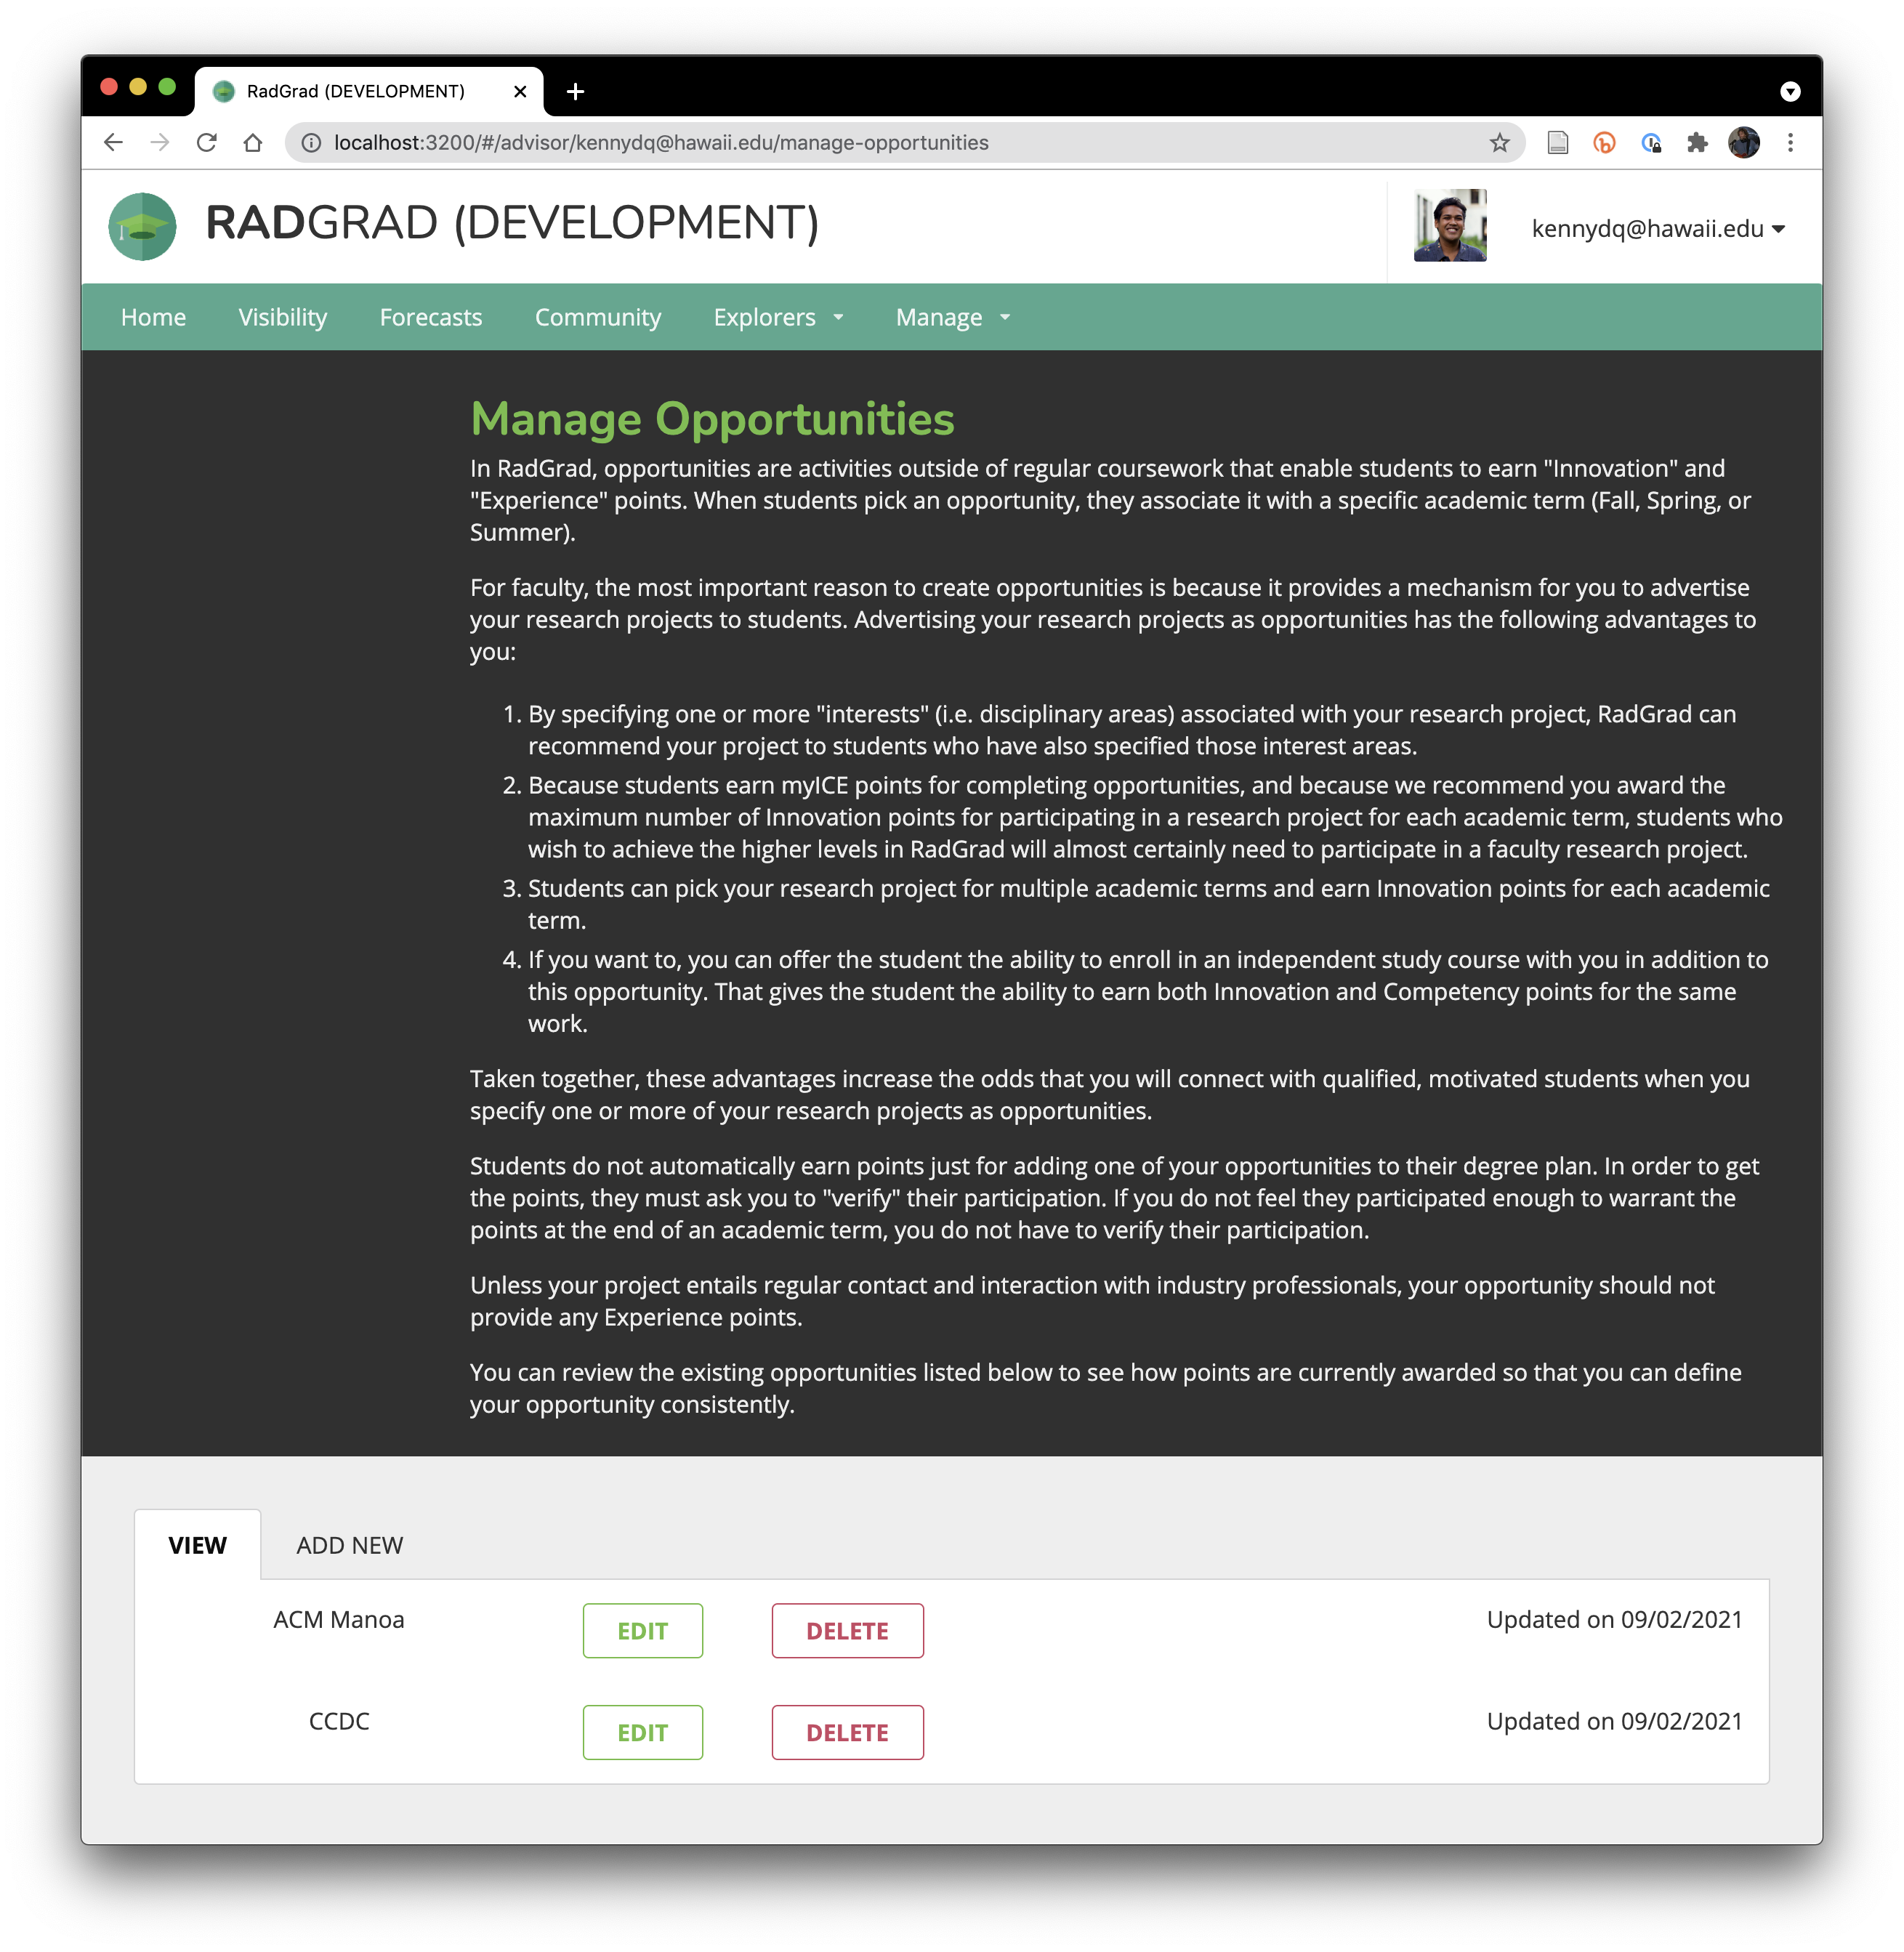 RadGrad (DEVELOPMENT)
localhost:3200/#/advisor/kennydq@hawaii.edu/manage-opportunities
RADGRAD (DEVELOPMENT)
kennydq@hawaii.edu
Home Visibility Forecasts Community Explorers Manage
Manage Opportunities
In RadGrad, opportunities are activities outside of regular coursework that enable students to earn "Innovation" and
"Experience" points. When students pick an opportunity, they associate it with a specific academic term (Fall, Spring, or
Summer).
For faculty, the most important reason to create opportunities is because it provides a mechanism for you to advertise
your research projects to students. Advertising your research projects as opportunities has the following advantages to
you:
1. By specifying one or more "interests" (i.e. disciplinary areas) associated with your research project, RadGrad can
recommend your project to students who have also specified those interest areas.
2. Because students earn myICE points for completing opportunities, and because we recommend you award the
maximum number of Innovation points for participating in a research project for each academic term, students who
wish to achieve the higher levels in RadGrad will almost certainly need to participate in a faculty research project.
3. Students can pick your research project for multiple academic terms and earn Innovation points for each academic
term.
4. If you want to, you can offer the student the ability to enroll in an independent study course with you in addition to
this opportunity. That gives the student the ability to earn both Innovation and Competency points for the same
work.
Taken together, these advantages increase the odds that you will connect with qualified, motivated students when you
specify one or more of your research projects as opportunities.
Students do not automatically earn points just for adding one of your opportunities to their degree plan. In order to get
the points, they must ask you to "verify" their participation. If you do not feel they participated enough to warrant the
points at the end of an academic term, you do not have to verify their participation.
Unless your project entails regular contact and interaction with industry professionals, your opportunity should not
provide any Experience points.
You can review the existing opportunities listed below to see how points are currently awarded so that you can define
your opportunity consistently.
VIEW ADD NEW
ACM Manoa EDIT DELETE Updated on 09/02/2021
CCDC EDIT DELETE Updated on 09/02/2021